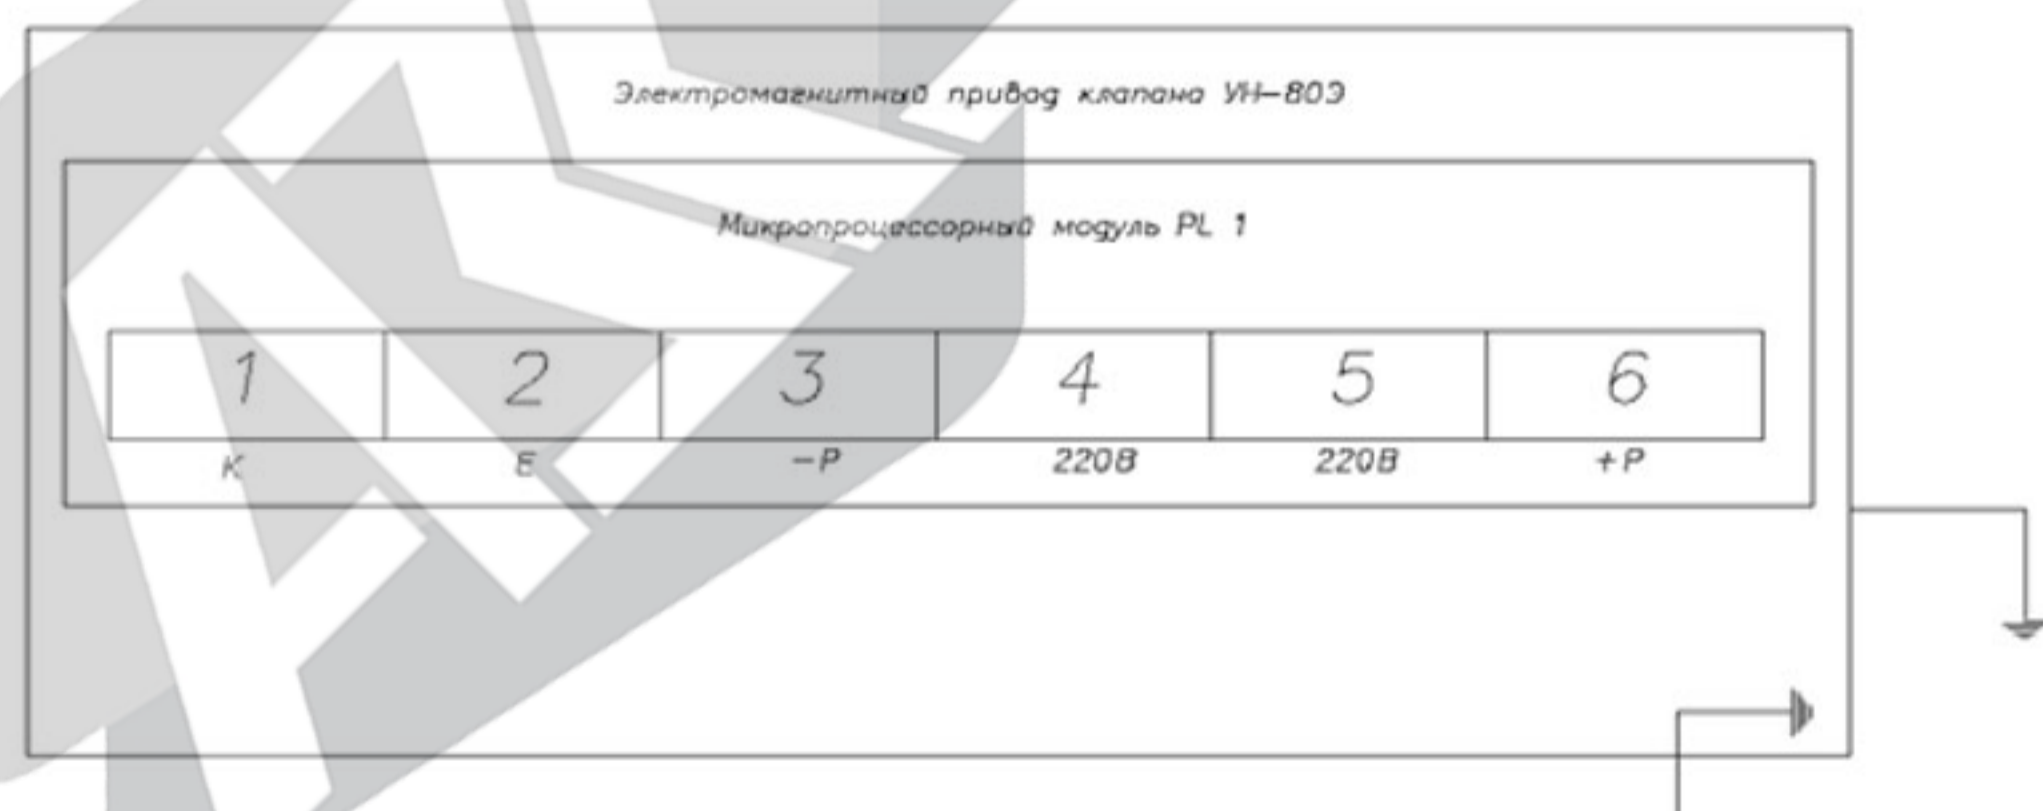 Электромагнитный привод клапана УН-80Э
Микропроцессорный модуль PL 1
1 2 3 4 5 6
К Е -Р 220В 220В +Р